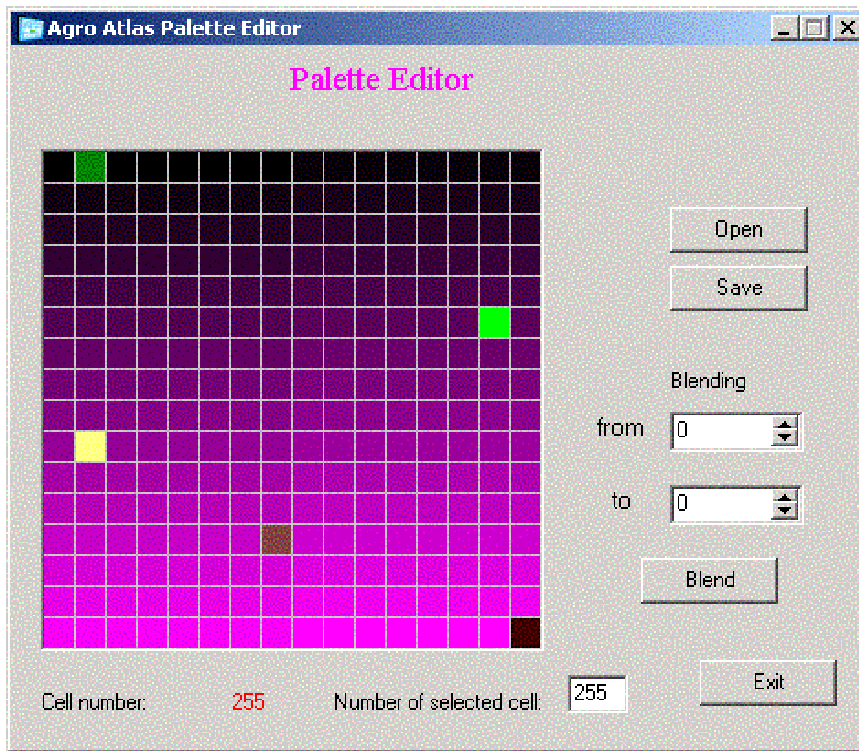 Agro Atlas Palette Editor
Palette Editor
Open
Save
Blending
from 0
to 0
Blend
Exit
Cell number: 255 Number of selected cell: 255